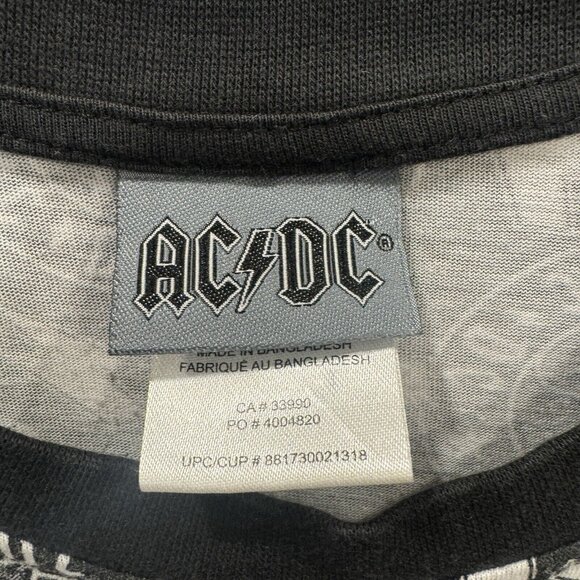 AC⚡DC®
MADE IN BANGLADESH
FABRIQUÉ AU BANGLADESH
CA # 33990
PO # 4004820
UPC/CUP # 881730021318